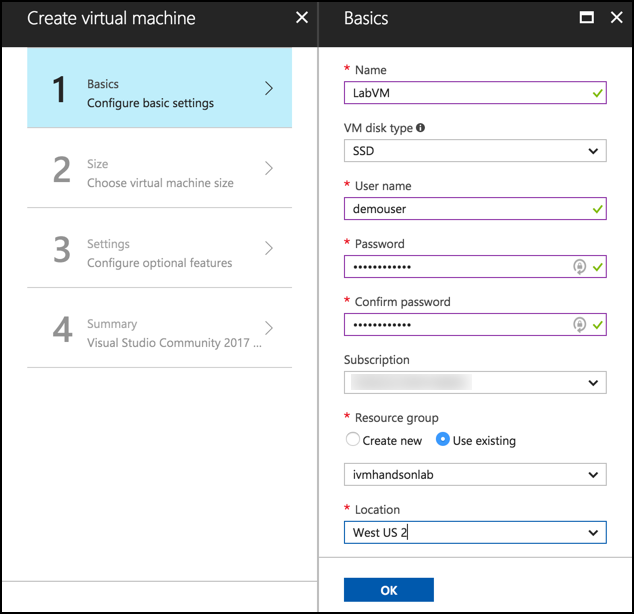 Create virtual machine
1
Basics
Configure basic settings
2
Size
Choose virtual machine size
3
Settings
Configure optional features
4
Summary
Visual Studio Community 2017 ...
Basics
* Name
LabVM
VM disk type
SSD
* User name
demouser
* Password
••••••••••••
* Confirm password
••••••••••••
Subscription
* Resource group
Create new Use existing
ivmhandsonlab
* Location
West US 2
OK